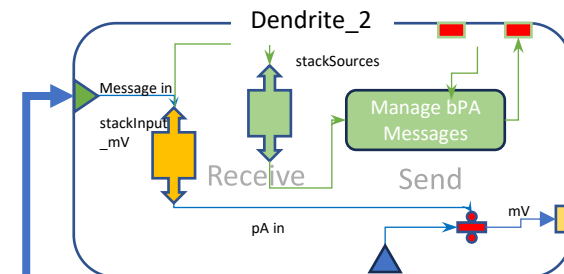 Dendrite_2
stackSources
Message in
stackInput
_mV
Manage bPA
Messages
Receive
Send
mV
pA in